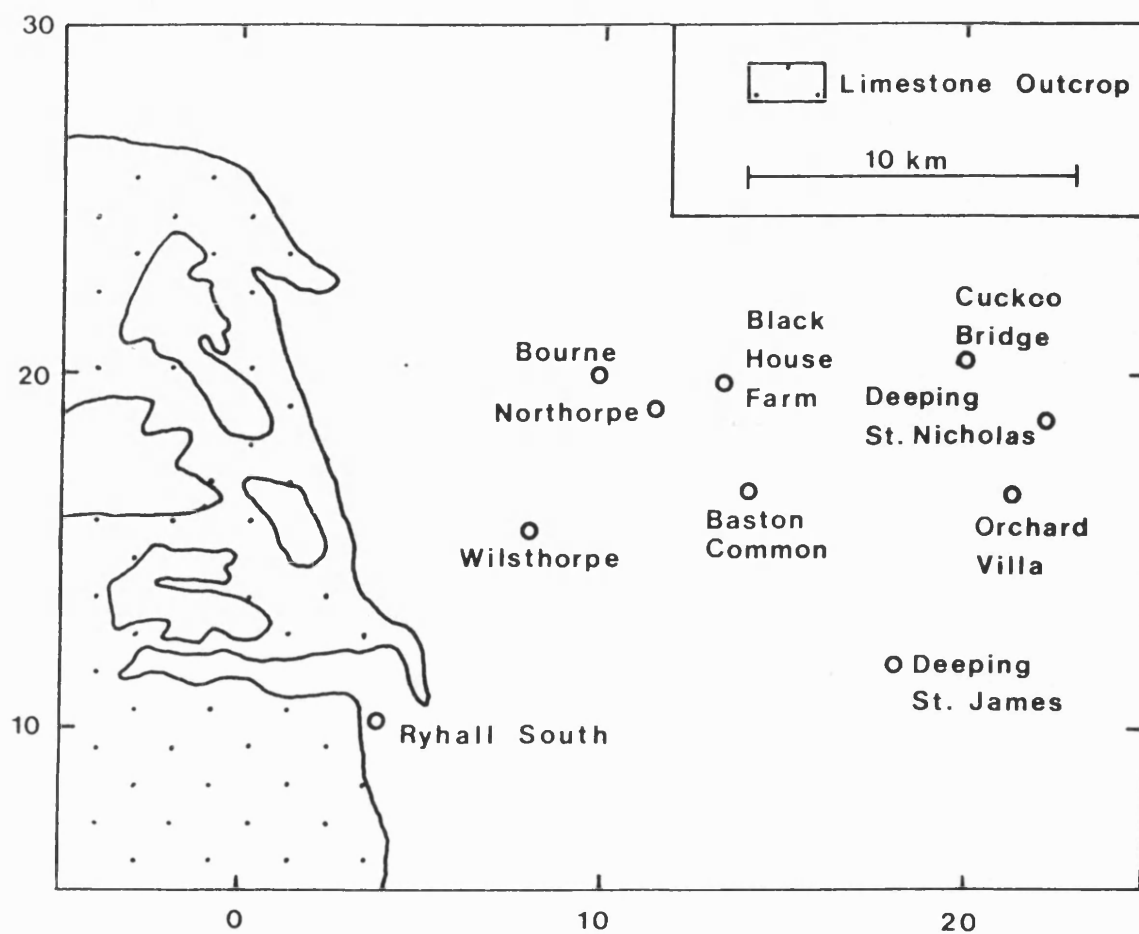 30
Limestone Outcrop
10 km
Cuckoo
Bridge
Black
House
Farm
Bourne
20
Northorpe
Deeping
St. Nicholas
Baston
Common
Wilsthorpe
Orchard
Villa
Deeping
St. James
10
Ryhall South
0
10
20